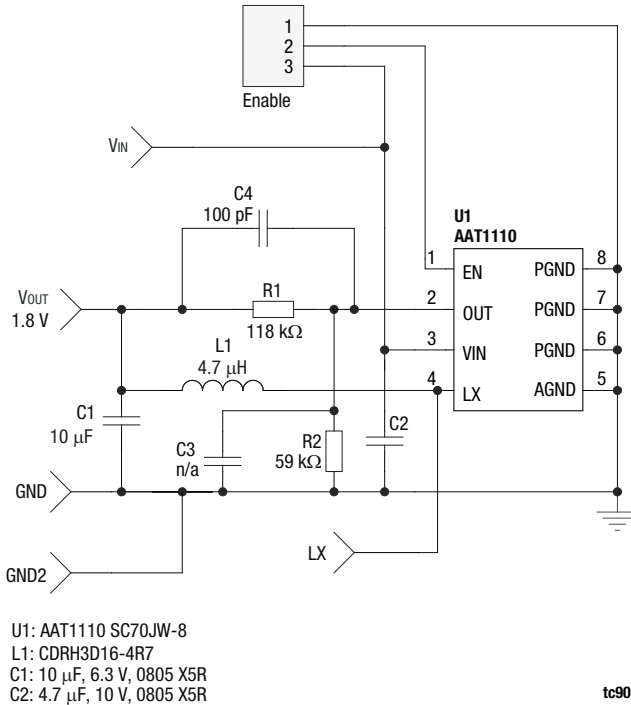 1
2
3
Enable
VIN
C4
100 pF
U1
AAT1110
1
EN
PGND
8
VOUT
1.8 V
R1
118 kΩ
2
OUT
PGND
7
L1
4.7 μH
3
VIN
PGND
6
4
LX
AGND
5
C1
10 μF
C3
n/a
R2
59 kΩ
C2
GND
LX
GND2
U1: AAT1110 SC70JW-8
L1: CDRH3D16-4R7
C1: 10 μF, 6.3 V, 0805 X5R
C2: 4.7 μF, 10 V, 0805 X5R
tc90